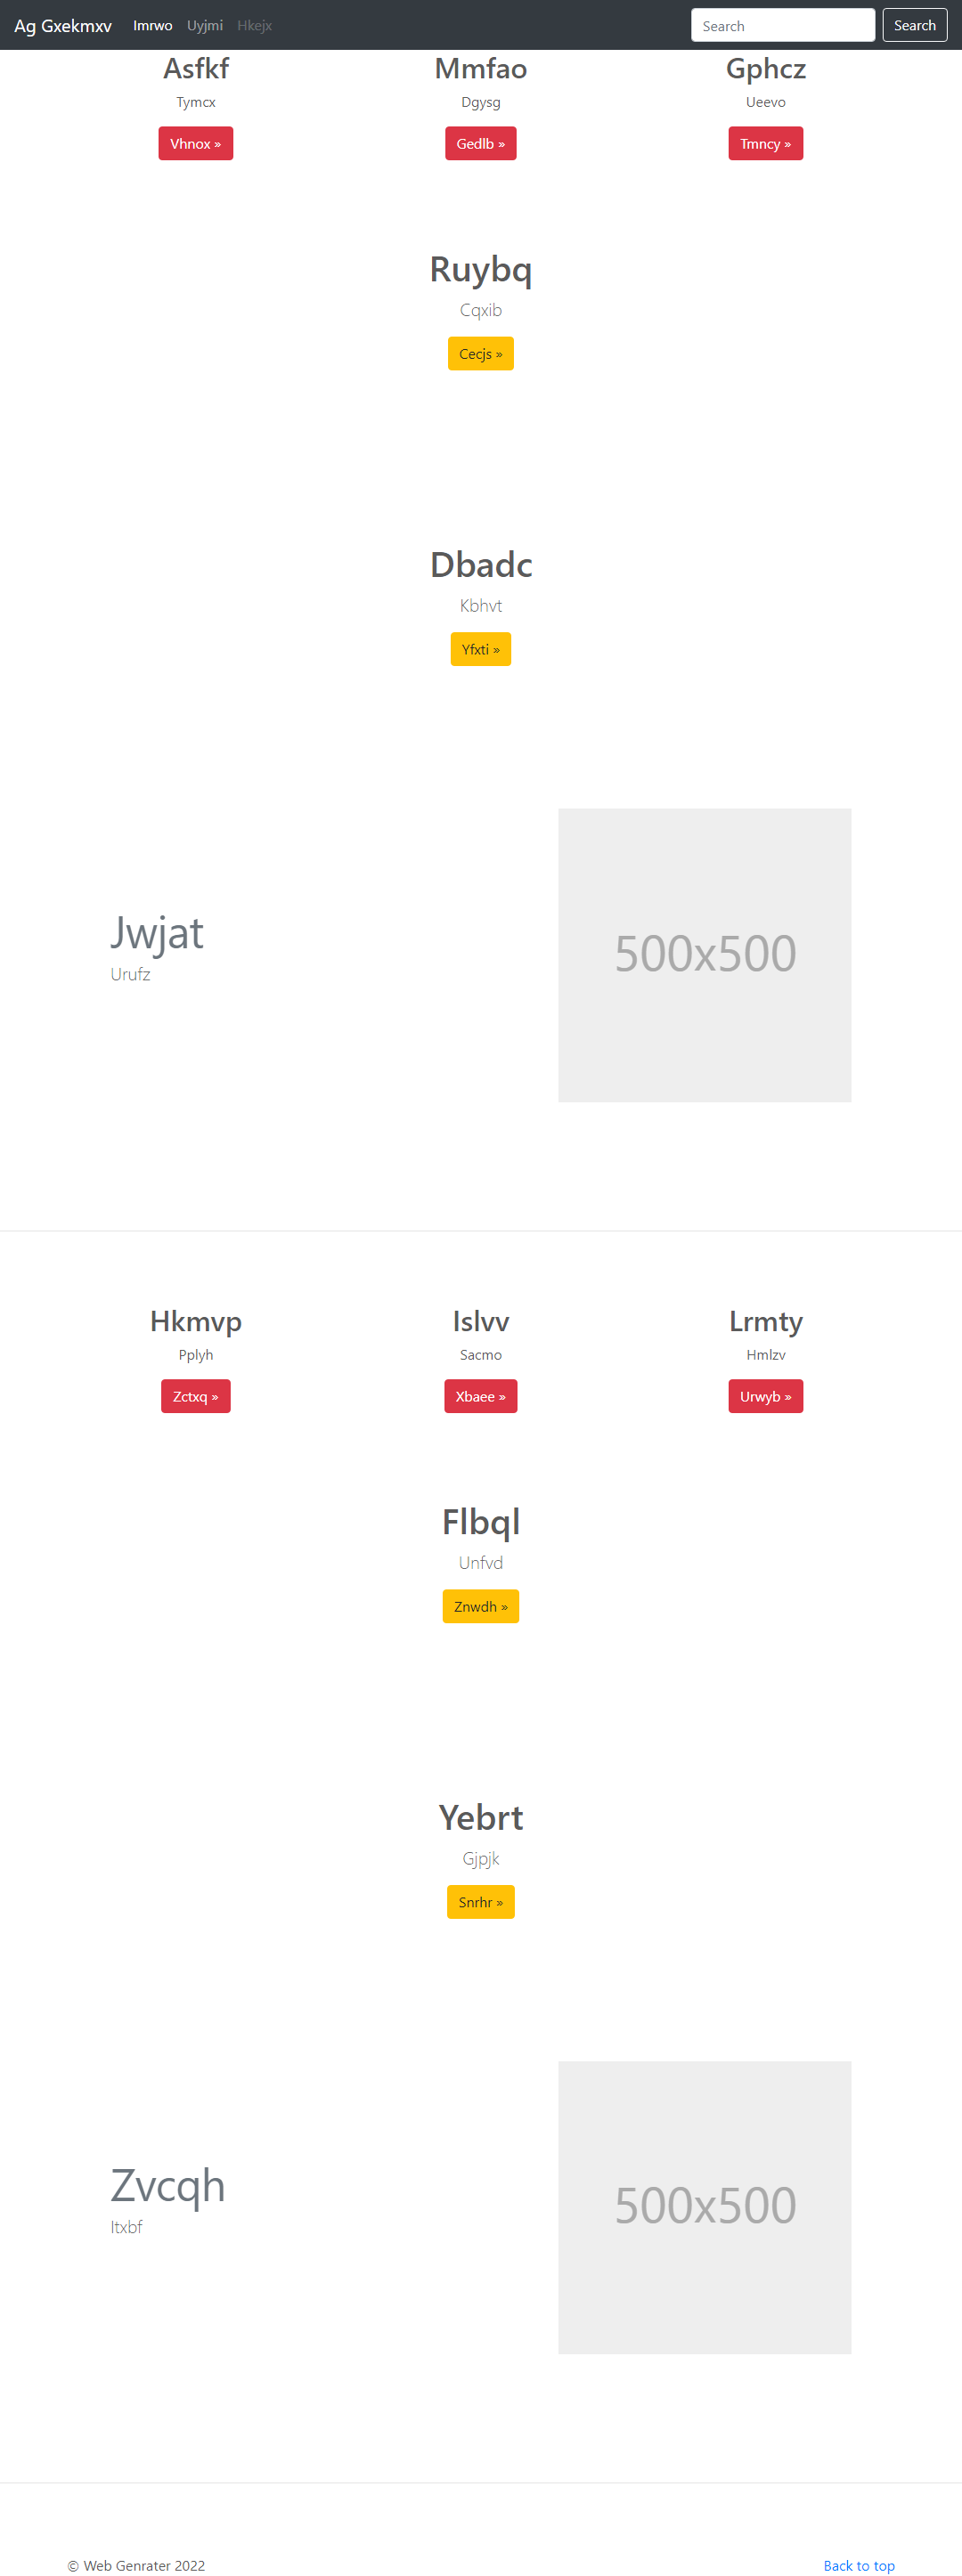 Ag Gxekmxv Imrwo Uyjmi Hkejx Search Search
Asfkf Mmfao Gphcz
Tymcx Dgysg Ueevo
Vhnox » Gedlb » Tmncy »
Ruybq
Cqxib
Cecjs »
Dbadc
Kbhvt
Yfxti »
Jwjat
Urufz
500x500
Hkmvp Islvv Lrmty
Pplyh Sacmo Hmlzv
Zctxq » Xbaee » Urwyb »
Flbql
Unfvd
Znwdh »
Yebrt
Gjpjk
Snrhr »
Zvcqh
Itxbf
500x500
© Web Genrater 2022 Back to top